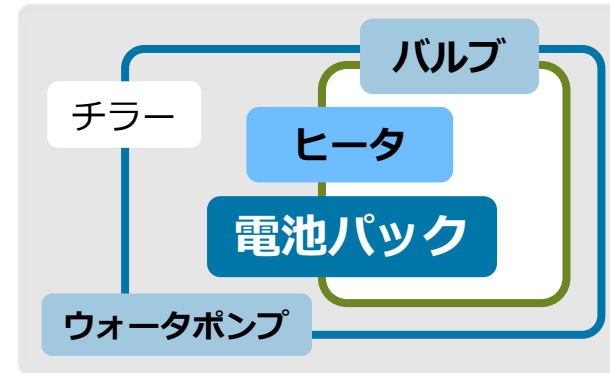 バルブ
チラー
ヒータ
電池パック
ウォータポンプ